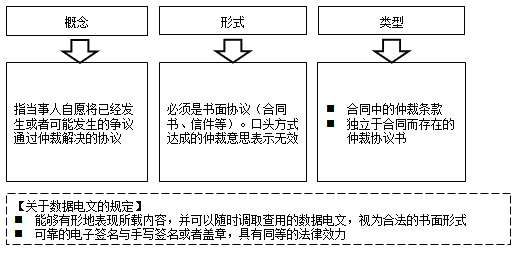 概念
形式
类型
指当事人自愿将已经发
生或者可能发生的争议
通过仲裁解决的协议
必须是书面协议（合同
书、信件等）。口头方式
达成的仲裁意思表示无效
■ 合同中的仲裁条款
■ 独立于合同而存在的
仲裁协议书
【关于数据电文的规定】
■ 能够有形地表现所载内容，并可以随时调取查用的数据电文，视为合法的书面形式
■ 可靠的电子签名与手写签名或者盖章，具有同等的法律效力